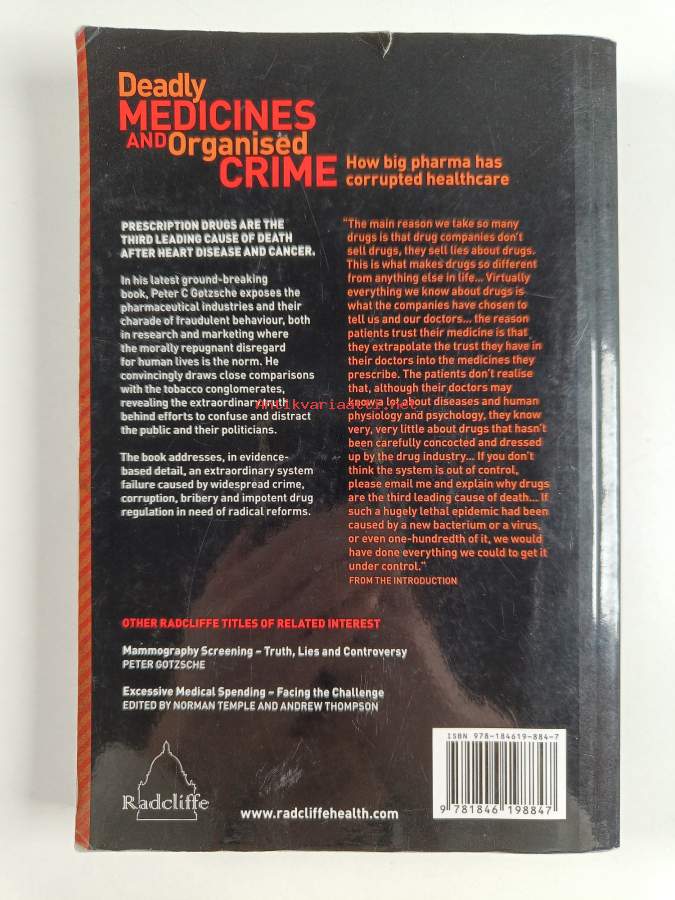 Deadly
MEDICINES
AND Organised
CRIME
How big pharma has
corrupted healthcare
PRESCRIPTION DRUGS ARE THE
THIRD LEADING CAUSE OF DEATH
AFTER HEART DISEASE AND CANCER.
In his latest ground-breaking
book, Peter C Gotzsche exposes the
pharmaceutical industries and their
charade of fraudulent behaviour, both
in research and marketing where
the morally repugnant disregard
for human lives is the norm. He
convincingly draws close comparisons
with the tobacco conglomerates,
revealing the extraordinary truth
behind efforts to confuse and distract
the public and their politicians.
The book addresses, in evidence-
based detail, an extraordinary system
failure caused by widespread crime,
corruption, bribery and impotent drug
regulation in need of radical reforms.
"The main reason we take so many
drugs is that drug companies don't
sell drugs, they sell lies about drugs.
This is what makes drugs so different
from anything else in life... Virtually
everything we know about drugs is
what the companies have chosen to
tell us and our doctors... the reason
patients trust their medicine is that
they extrapolate the trust they have in
their doctors into the medicines they
prescribe. The patients don't realise
that, although their doctors may
know a lot about diseases and human
physiology and psychology, they know
very, very little about drugs that hasn't
been carefully concocted and dressed
up by the drug industry... If you don't
think the system is out of control,
please email me and explain why drugs
are the third leading cause of death... If
such a hugely lethal epidemic had been
caused by a new bacterium or a virus,
or even one-hundredth of it, we would
have done everything we could to get it
under control."
FROM THE INTRODUCTION
Antikvariaatti.net
OTHER RADCLIFFE TITLES OF RELATED INTEREST
Mammography Screening – Truth, Lies and Controversy
PETER GOTZSCHE
Excessive Medical Spending – Facing the Challenge
EDITED BY NORMAN TEMPLE AND ANDREW THOMPSON
ISBN 978-184619-884-7
9 781846 198847
Radcliffe
www.radcliffehealth.com